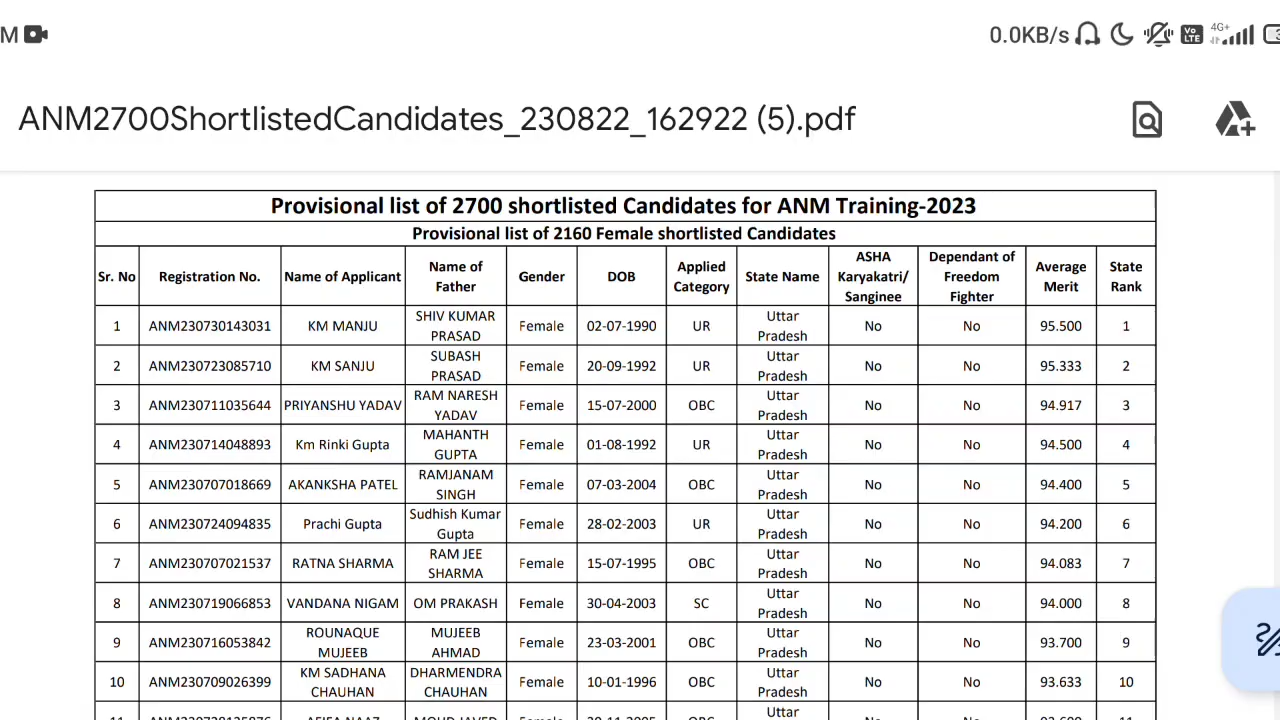 M
0.0KB/s
Vo LTE
4G+
ANM2700ShortlistedCandidates_230822_162922 (5).pdf
Provisional list of 2700 shortlisted Candidates for ANM Training-2023
Provisional list of 2160 Female shortlisted Candidates
Sr. No Registration No. Name of Applicant Name of Father Gender DOB Applied Category State Name ASHA Karyakatri/ Sanginee Dependant of Freedom Fighter Average Merit State Rank
1 ANM230730143031 KM MANJU SHIV KUMAR PRASAD Female 02-07-1990 UR Uttar Pradesh No No 95.500 1
2 ANM230723085710 KM SANJU SUBASH PRASAD Female 20-09-1992 UR Uttar Pradesh No No 95.333 2
3 ANM230711035644 PRIYANSHU YADAV RAM NARESH YADAV Female 15-07-2000 OBC Uttar Pradesh No No 94.917 3
4 ANM230714048893 Km Rinki Gupta MAHANTH GUPTA Female 01-08-1992 UR Uttar Pradesh No No 94.500 4
5 ANM230707018669 AKANKSHA PATEL RAMJANAM SINGH Female 07-03-2004 OBC Uttar Pradesh No No 94.400 5
6 ANM230724094835 Prachi Gupta Sudhish Kumar Gupta Female 28-02-2003 UR Uttar Pradesh No No 94.200 6
7 ANM230707021537 RATNA SHARMA RAM JEE SHARMA Female 15-07-1995 OBC Uttar Pradesh No No 94.083 7
8 ANM230719066853 VANDANA NIGAM OM PRAKASH Female 30-04-2003 SC Uttar Pradesh No No 94.000 8
9 ANM230716053842 ROUNAQUE MUJEEB MUJEEB AHMAD Female 23-03-2001 OBC Uttar Pradesh No No 93.700 9
10 ANM230709026399 KM SADHANA CHAUHAN DHARMENDRA CHAUHAN Female 10-01-1996 OBC Uttar Pradesh No No 93.633 10
Uttar